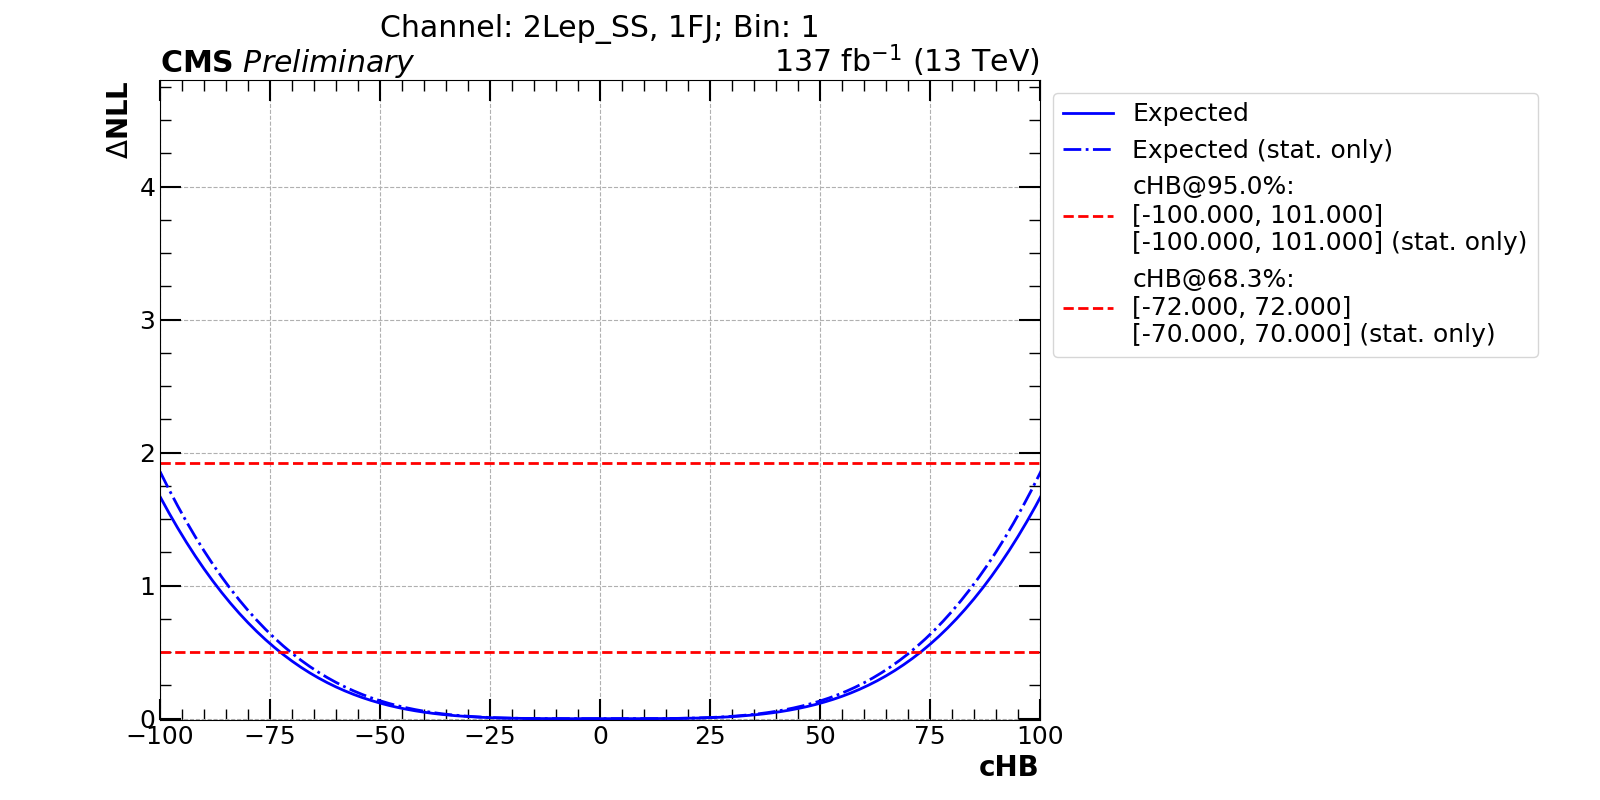 Channel: 2Lep_SS, 1FJ; Bin: 1
CMS Preliminary 137 fb⁻¹ (13 TeV)
ΔNLL
4
3
2
1
0
−100 −75 −50 −25 0 25 50 75 100
cHB
Expected
Expected (stat. only)
cHB@95.0%:
[-100.000, 101.000]
[-100.000, 101.000] (stat. only)
cHB@68.3%:
[-72.000, 72.000]
[-70.000, 70.000] (stat. only)